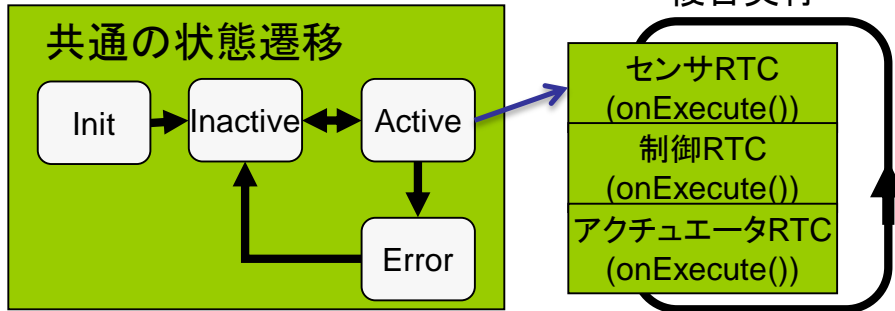 共通の状態遷移
Init
Inactive
Active
Error
センサRTC
(onExecute())
制御RTC
(onExecute())
アクチュエータRTC
(onExecute())